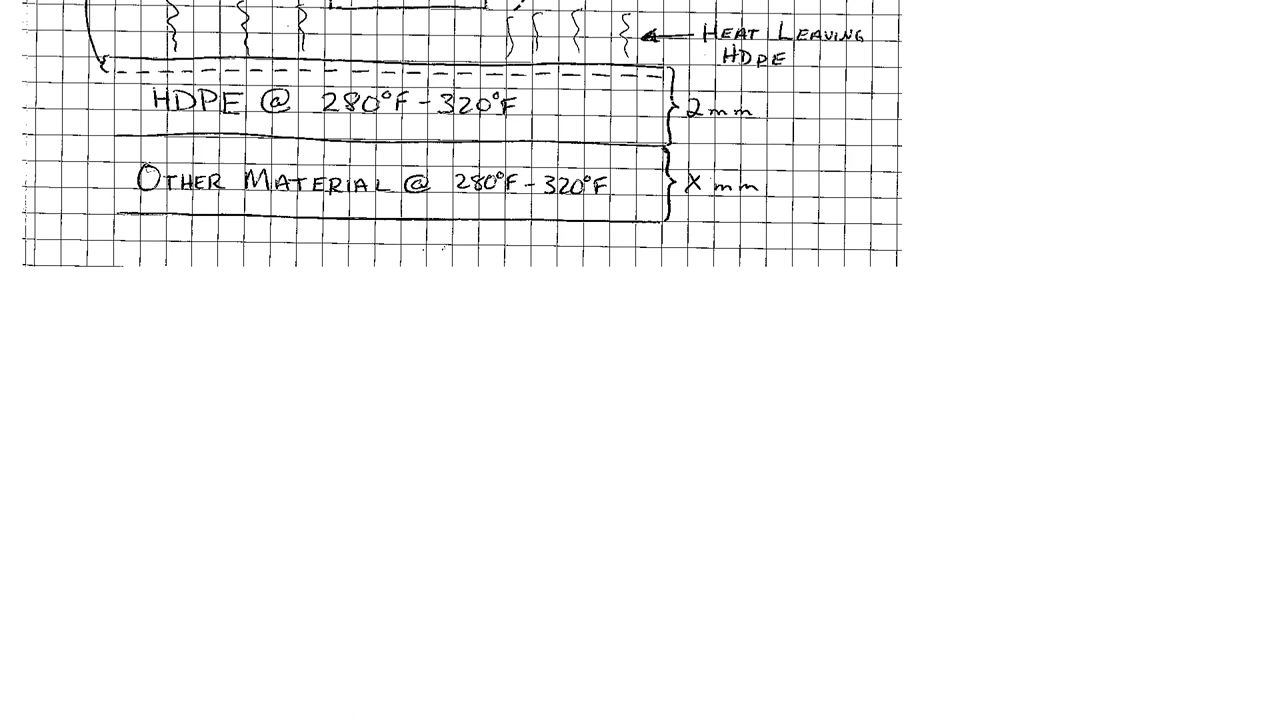 HEAT LEAVING
HDPE
HDPE @ 280°F - 320°F
2mm
OTHER MATERIAL @ 280°F - 320°F
X mm